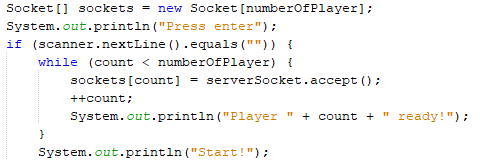 Socket[] sockets = new Socket[numberOfPlayer];
System.out.println("Press enter");
if (scanner.nextLine().equals("")) {
    while (count < numberOfPlayer) {
        sockets[count] = serverSocket.accept();
        ++count;
        System.out.println("Player " + count + " ready!");
    }
    System.out.println("Start!");